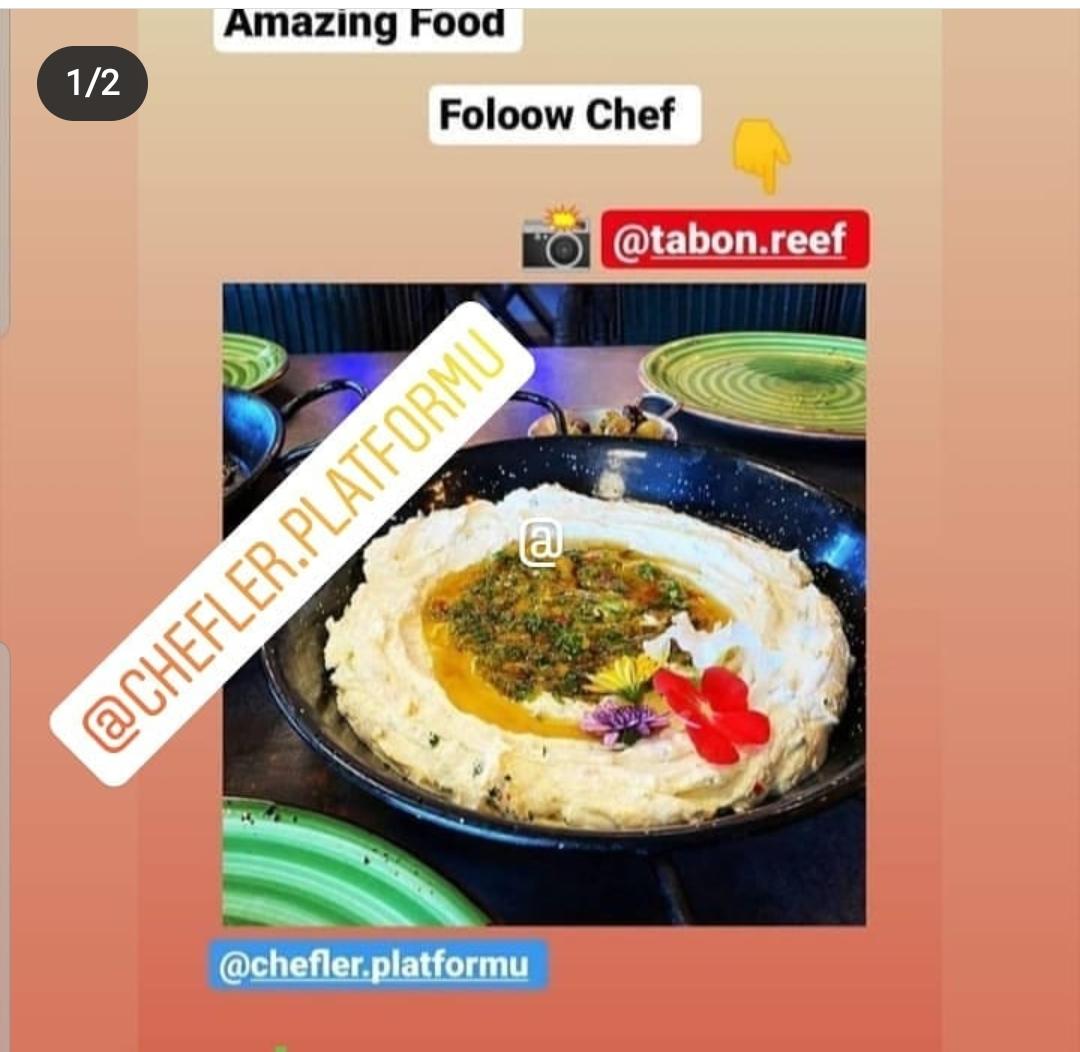 Amazing Food
1/2
Foloow Chef
@tabon.reef
@CHEFLER.PLATFORMU
@
@chefler.platformu